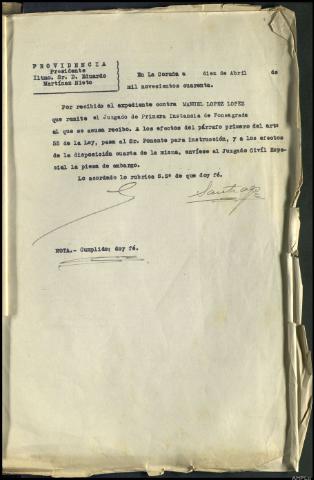 PROVIDENCIA
Presidente
Iltmo. Sr. D. Eduardo
Martínez Nieto
En La Coruña a diez de Abril de
mil novecientos cuarenta.
Por recibido el expediente contra MANUEL LOPEZ LOPEZ
que remite el Juzgado de Primera Instancia de Fonsagrada
al que se acusa recibo. A los efectos del párrafo primero del arte
55 de la Ley, pasa al Sr. Ponente para instrucción, y a los efectos
de la disposición cuarta de la misma, envíese al Juzgado Civil Espe-
cial la pieza de embargo.
Lo acordado lo rubrica S.Sª de que doy fé.
Santiago
NOTA.- Cumplido; doy fé.